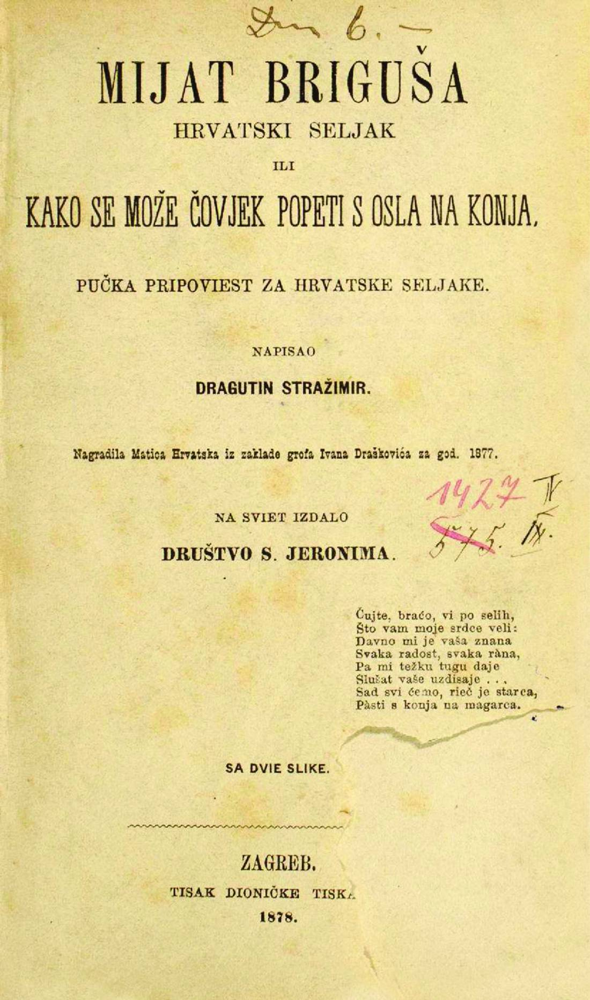 Din 6. –
MIJAT BRIGUŠA
HRVATSKI SELJAK
ILI
KAKO SE MOŽE ČOVJEK POPETI S OSLA NA KONJA.
PUČKA PRIPOVIEST ZA HRVATSKE SELJAKE.
NAPISAO
DRAGUTIN STRAŽIMIR.
Nagradila Matica Hrvatska iz zaklade grofa Ivana Draškovića za god. 1877.
1427 IV
NA SVIET IZDALO
575. IX.
DRUŠTVO S. JERONIMA.
Čujte, braćo, vi po selih,
Što vam moje srdce veli:
Davno mi je vaša znana
Svaka radost, svaka ràna,
Pa mi težku tugu daje
Slušat vaše uzdisaje . . .
Sad svi ćemo, rieč je starca,
Pàsti s konja na magarca.
SA DVIE SLIKE.
ZAGREB.
TISAK DIONIČKE TISKA
1878.